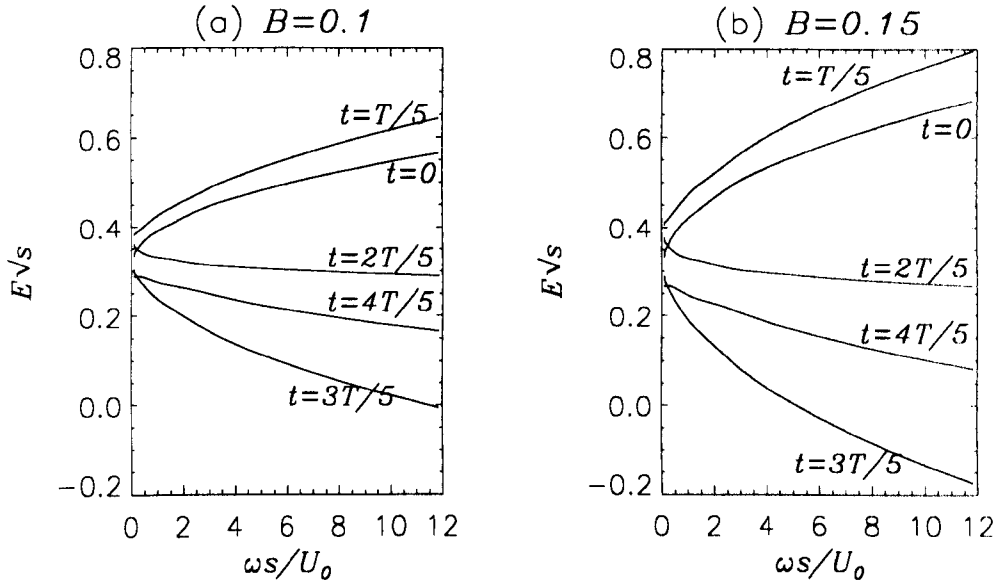 (a) B=0.1
0.8
0.6
0.4
0.2
0.0
−0.2
E√s
t=T/5
t=0
t=2T/5
t=4T/5
t=3T/5
0 2 4 6 8 10 12
ωs/U₀
(b) B=0.15
0.8
0.6
0.4
0.2
0.0
−0.2
E√s
t=T/5
t=0
t=2T/5
t=4T/5
t=3T/5
0 2 4 6 8 10 12
ωs/U₀